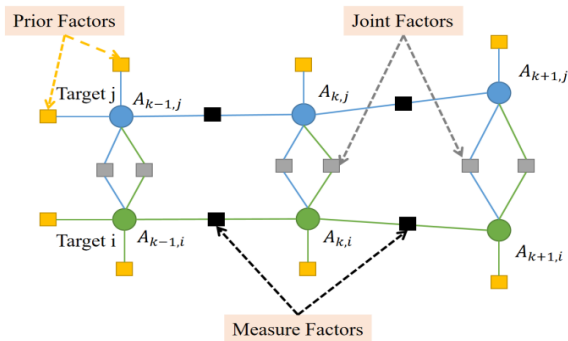 Prior Factors
Joint Factors
Target j
A_{k-1,j}
A_{k,j}
A_{k+1,j}
Target i
A_{k-1,i}
A_{k,i}
A_{k+1,i}
Measure Factors